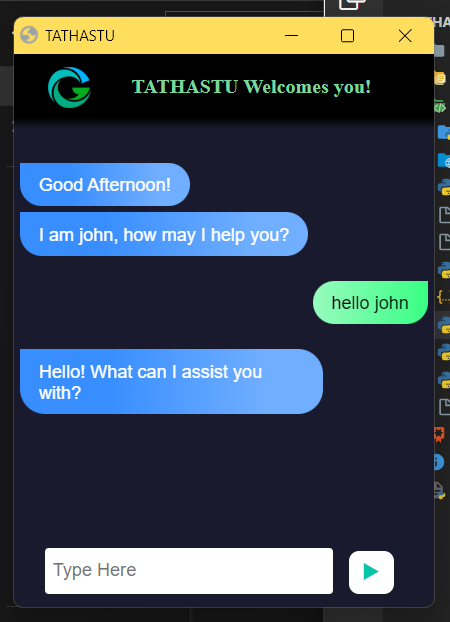 TATHASTU
TATHASTU Welcomes you!
Good Afternoon!
I am john, how may I help you?
hello john
Hello! What can I assist you
with?
Type Here